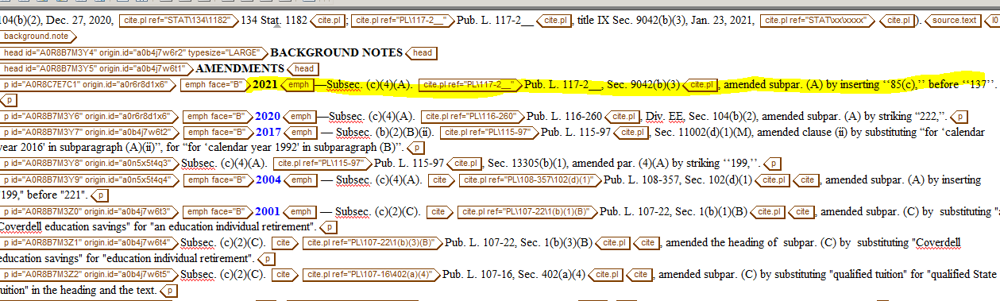 104(b)(2), Dec. 27, 2020, cite.pl ref="STAT\134\1182" 134 Stat. 1182 cite.pl ; cite.pl ref="PL\117-2__" Pub. L. 117-2__ cite.pl , title IX Sec. 9042(b)(3), Jan. 23, 2021, cite.pl ref="STAT\xx\xxxx" cite.pl ). source.text
background.note
head id="A0R8B7M3Y4" origin.id="a0b4j7w6r2" typesize="LARGE" BACKGROUND NOTES head
head id="A0R8B7M3Y5" origin.id="a0b4j7w6t1" AMENDMENTS head
p id="A0R8C7E7C1" origin.id="a0r6r8d1x6" emph face="B" 2021 emph —Subsec. (c)(4)(A). cite.pl ref="PL\117-2__" Pub. L. 117-2__, Sec. 9042(b)(3) cite.pl , amended subpar. (A) by inserting ‘‘85(c),’’ before ‘‘137’’.
p
p id="A0R8B7M3Y6" origin.id="a0r6r8d1x6" emph face="B" 2020 emph —Subsec. (c)(4)(A). cite.pl ref="PL\116-260" Pub. L. 116-260 cite.pl , Div. EE, Sec. 104(b)(2), amended subpar. (A) by striking “222,”. p
p id="A0R8B7M3Y7" origin.id="a0b4j7w6t2" emph face="B" 2017 emph — Subsec. (b)(2)(B)(ii). cite.pl ref="PL\115-97" Pub. L. 115-97 cite.pl , Sec. 11002(d)(1)(M), amended clause (ii) by substituting “for ‘calendar
year 2016' in subparagraph (A)(ii)”, for “for ‘calendar year 1992' in subparagraph (B)”. p
p id="A0R8B7M3Y8" origin.id="a0n5x5t4q3" Subsec. (c)(4)(A). cite.pl ref="PL\115-97" Pub. L. 115-97 cite.pl , Sec. 13305(b)(1), amended par. (4)(A) by striking ‘‘199,’’. p
p id="A0R8B7M3Y9" origin.id="a0n5x5t4q4" emph face="B" 2004 emph — Subsec. (c)(4)(A). cite cite.pl ref="PL\108-357\102(d)(1)" Pub. L. 108-357, Sec. 102(d)(1) cite.pl cite , amended subpar. (A) by inserting
"199," before "221". p
p id="A0R8B7M3Z0" origin.id="a0b4j7w6t3" emph face="B" 2001 emph — Subsec. (c)(2)(C). cite cite.pl ref="PL\107-22\1(b)(1)(B)" Pub. L. 107-22, Sec. 1(b)(1)(B) cite.pl cite , amended subpar. (C) by substituting "
Coverdell education savings" for "an education individual retirement". p
p id="A0R8B7M3Z1" origin.id="a0b4j7w6t4" Subsec. (c)(2)(C). cite cite.pl ref="PL\107-22\1(b)(3)(B)" Pub. L. 107-22, Sec. 1(b)(3)(B) cite.pl cite , amended the heading of subpar. (C) by substituting "Coverdell
education savings" for "education individual retirement". p
p id="A0R8B7M3Z2" origin.id="a0b4j7w6t5" Subsec. (c)(2)(C). cite cite.pl ref="PL\107-16\402(a)(4)" Pub. L. 107-16, Sec. 402(a)(4) cite.pl cite , amended subpar. (C) by substituting "qualified tuition" for "qualified State
tuition" in the heading and the text. p